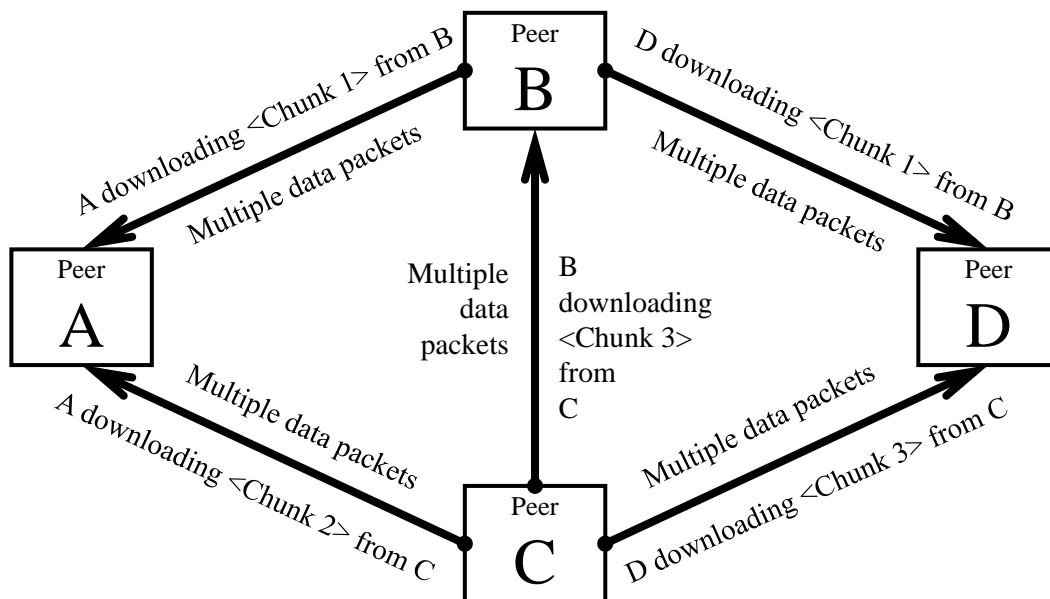 Peer
B
A downloading <Chunk 1> from B
Multiple data packets
D downloading <Chunk 1> from B
Multiple data packets
Peer
A
Multiple
data
packets
B
downloading
<Chunk 3>
from
C
Peer
D
Multiple data packets
A downloading <Chunk 2> from C
Multiple data packets
D downloading <Chunk 3> from C
Peer
C